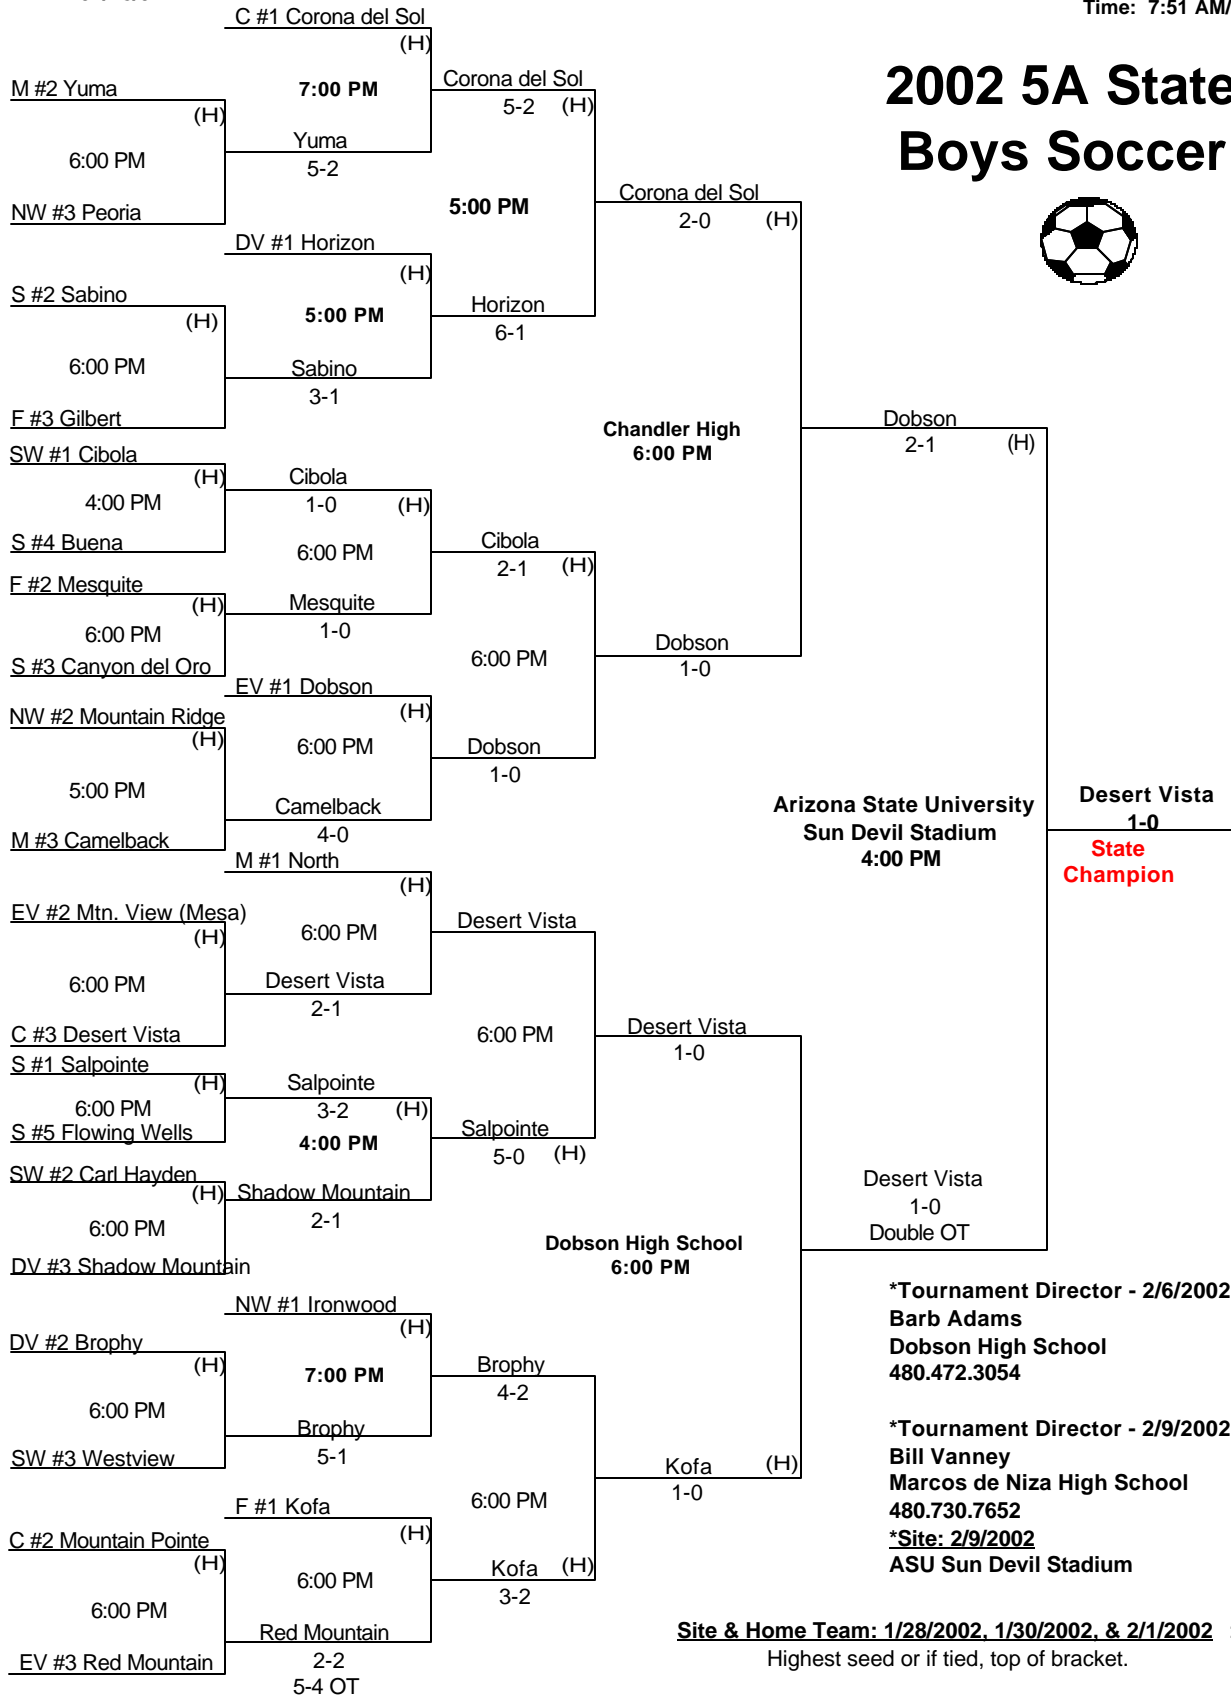 Time: 7:51 AM/
2002 5A State
Boys Soccer
C #1 Corona del Sol
(H)
7:00 PM
M #2 Yuma
(H)
6:00 PM
NW #3 Peoria
Yuma
5-2
Corona del Sol
5-2 (H)
5:00 PM
Corona del Sol
2-0 (H)
DV #1 Horizon
(H)
5:00 PM
S #2 Sabino
(H)
6:00 PM
F #3 Gilbert
Sabino
3-1
Horizon
6-1
Chandler High
6:00 PM
Dobson
2-1 (H)
SW #1 Cibola
(H)
4:00 PM
S #4 Buena
Cibola
1-0 (H)
6:00 PM
F #2 Mesquite
(H)
6:00 PM
S #3 Canyon del Oro
Mesquite
1-0
Cibola
2-1 (H)
6:00 PM
Dobson
1-0
EV #1 Dobson
(H)
6:00 PM
NW #2 Mountain Ridge
(H)
5:00 PM
M #3 Camelback
Camelback
4-0
Dobson
1-0
Arizona State University
Sun Devil Stadium
4:00 PM
Desert Vista
1-0
State
Champion
M #1 North
(H)
6:00 PM
EV #2 Mtn. View (Mesa)
(H)
6:00 PM
C #3 Desert Vista
Desert Vista
2-1
Desert Vista
6:00 PM
Desert Vista
1-0
S #1 Salpointe
(H)
6:00 PM
S #5 Flowing Wells
Salpointe
3-2 (H)
4:00 PM
SW #2 Carl Hayden
(H)
6:00 PM
DV #3 Shadow Mountain
Shadow Mountain
2-1
Salpointe
5-0 (H)
Dobson High School
6:00 PM
Desert Vista
1-0
Double OT
NW #1 Ironwood
(H)
7:00 PM
DV #2 Brophy
(H)
6:00 PM
SW #3 Westview
Brophy
5-1
Brophy
4-2
6:00 PM
Kofa (H)
1-0
F #1 Kofa
(H)
6:00 PM
C #2 Mountain Pointe
(H)
6:00 PM
EV #3 Red Mountain
Red Mountain
2-2
5-4 OT
Kofa (H)
3-2
*Tournament Director - 2/6/2002
Barb Adams
Dobson High School
480.472.3054
*Tournament Director - 2/9/2002
Bill Vanney
Marcos de Niza High School
480.730.7652
*Site: 2/9/2002
ASU Sun Devil Stadium
Site & Home Team: 1/28/2002, 1/30/2002, & 2/1/2002
Highest seed or if tied, top of bracket.